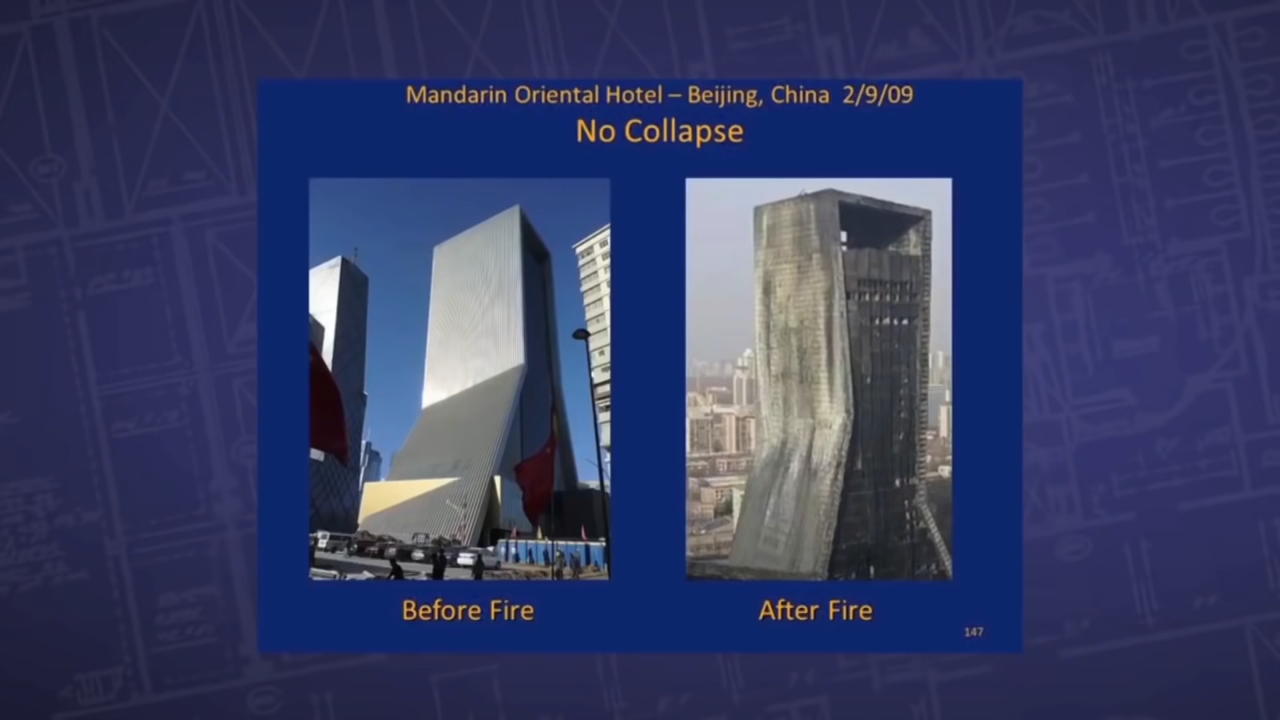 Mandarin Oriental Hotel – Beijing, China 2/9/09
No Collapse
Before Fire
After Fire
147